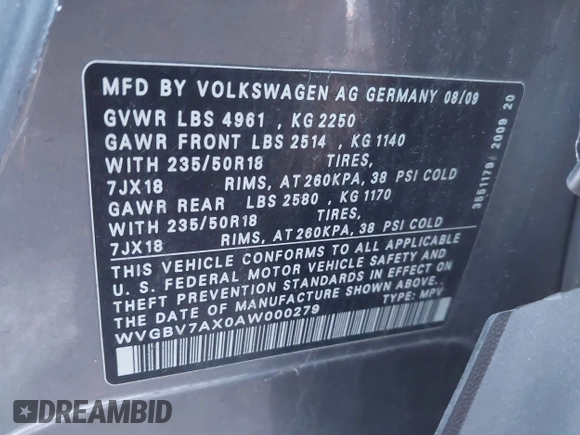 MFD BY VOLKSWAGEN AG GERMANY 08/09
GVWR LBS 4961 , KG 2250
GAWR FRONT LBS 2514 , KG 1140
WITH 235/50R18 TIRES,
7JX18 RIMS, AT 260KPA, 38 PSI COLD
GAWR REAR LBS 2580 , KG 1170
WITH 235/50R18 TIRES,
7JX18 RIMS, AT 260KPA, 38 PSI COLD
THIS VEHICLE CONFORMS TO ALL APPLICABLE
U. S. FEDERAL MOTOR VEHICLE SAFETY AND
THEFT PREVENTION STANDARDS IN EFFECT ON
THE DATE OF MANUFACTURE SHOWN ABOVE.
WVGBV7AX0AW000279 TYPE: MPV
3551179 2009 20
DREAMBID